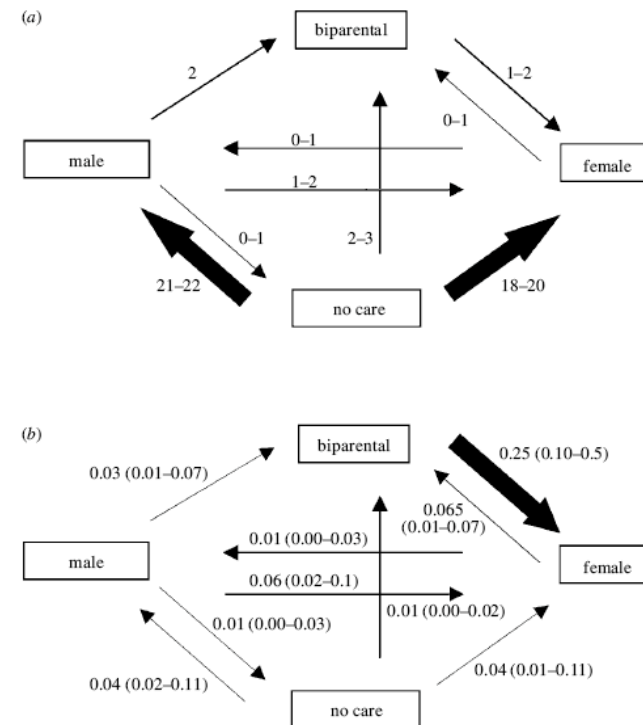 (a)
biparental
2
1–2
0–1
0–1
male
female
1–2
0–1
2–3
21–22
18–20
no care
(b)
biparental
0.25 (0.10–0.5)
0.03 (0.01–0.07)
0.065
(0.01–0.07)
0.01 (0.00–0.03)
male
female
0.06 (0.02–0.1)
0.01 (0.00–0.02)
0.01 (0.00–0.03)
0.04 (0.02–0.11)
0.04 (0.01–0.11)
no care